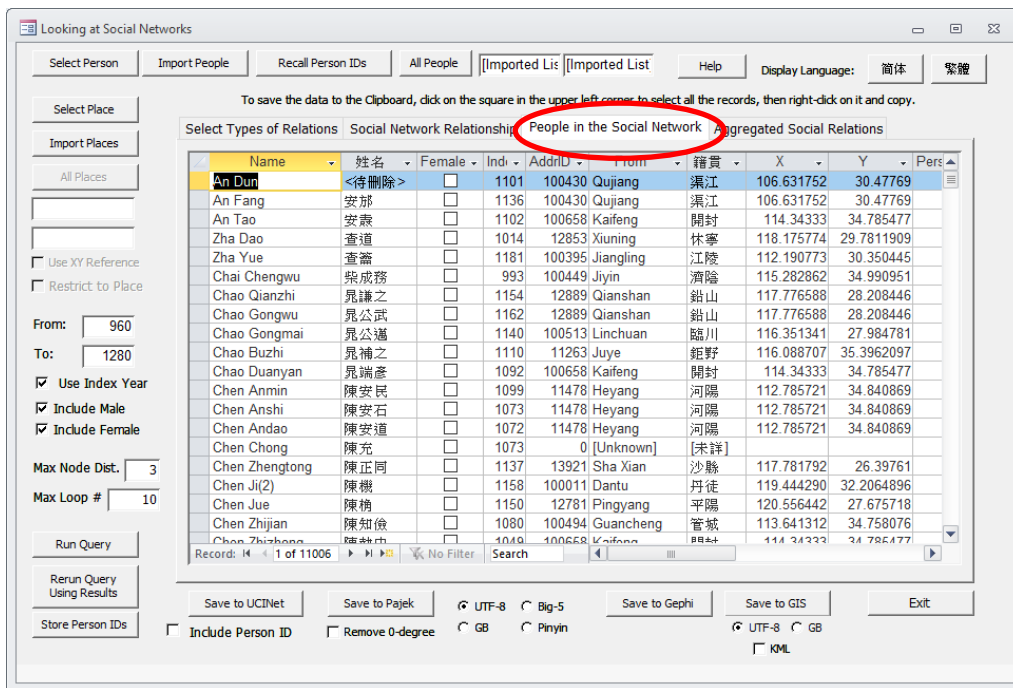 Looking at Social Networks
Select Person Import People Recall Person IDs All People [Imported Lis [Imported List Help Display Language: 简体 繁體
To save the data to the Clipboard, click on the square in the upper left corner to select all the records, then right-click on it and copy.
Select Place
Import Places
All Places
Use XY Reference
Restrict to Place
From: 960
To: 1280
Use Index Year
Include Male
Include Female
Max Node Dist. 3
Max Loop # 10
Run Query
Rerun Query
Using Results
Store Person IDs
Select Types of Relations Social Network Relationship People in the Social Network Aggregated Social Relations
Name 姓名 Female Inde AddrID From 籍貫 X Y Pers
An Dun <待刪除> 1101 100430 Qujiang 渠江 106.631752 30.47769
An Fang 安邡 1136 100430 Qujiang 渠江 106.631752 30.47769
An Tao 安燾 1102 100658 Kaifeng 開封 114.34333 34.785477
Zha Dao 查道 1014 12853 Xiuning 休寧 118.175774 29.7811909
Zha Yue 查籥 1181 100395 Jiangling 江陵 112.190773 30.350445
Chai Chengwu 柴成務 993 100449 Jiyin 濟陰 115.282862 34.990951
Chao Qianzhi 晁謙之 1154 12889 Qianshan 鉛山 117.776588 28.208446
Chao Gongwu 晁公武 1162 12889 Qianshan 鉛山 117.776588 28.208446
Chao Gongmai 晁公邁 1140 100513 Linchuan 臨川 116.351341 27.984781
Chao Buzhi 晁補之 1110 11263 Juye 鉅野 116.088707 35.3962097
Chao Duanyan 晁端彥 1092 100658 Kaifeng 開封 114.34333 34.785477
Chen Anmin 陳安民 1099 11478 Heyang 河陽 112.785721 34.840869
Chen Anshi 陳安石 1073 11478 Heyang 河陽 112.785721 34.840869
Chen Andao 陳安道 1072 11478 Heyang 河陽 112.785721 34.840869
Chen Chong 陳充 1073 0 [Unknown] [未詳]
Chen Zhengtong 陳正同 1137 13921 Sha Xian 沙縣 117.781792 26.39761
Chen Ji(2) 陳機 1158 100011 Dantu 丹徒 119.444290 32.2064896
Chen Jue 陳桷 1150 12781 Pingyang 平陽 120.556442 27.675718
Chen Zhijian 陳知儉 1080 100494 Guancheng 管城 113.641312 34.758076
Chen Zhizhong 陳執中 1049 100658 Kaifeng 開封 114.34333 34.785477
Record: 1 of 11006 No Filter Search
Save to UCINet Save to Pajek UTF-8 Big-5 GB Pinyin Save to Gephi Save to GIS Exit
Include Person ID Remove 0-degree UTF-8 GB
KML